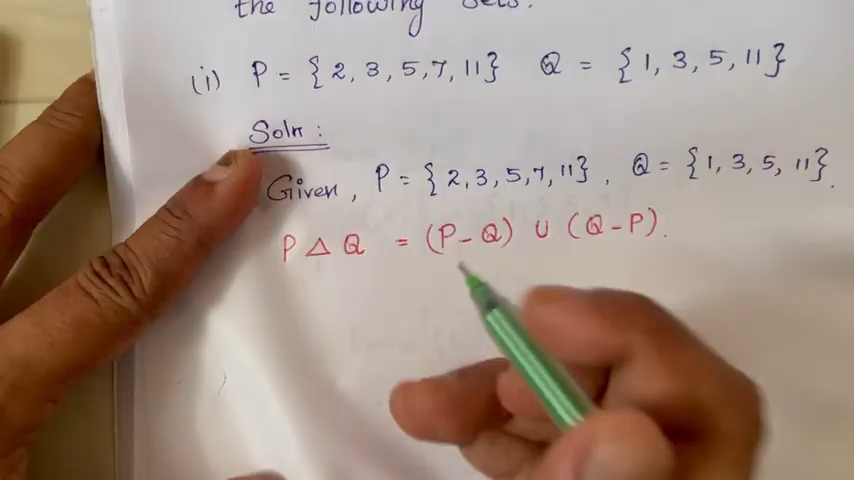 the following sets.
(i) P = {2, 3, 5, 7, 11} Q = {1, 3, 5, 11}
Soln :
Given, P = {2, 3, 5, 7, 11}, Q = {1, 3, 5, 11}.
P Δ Q = (P - Q) ∪ (Q - P).